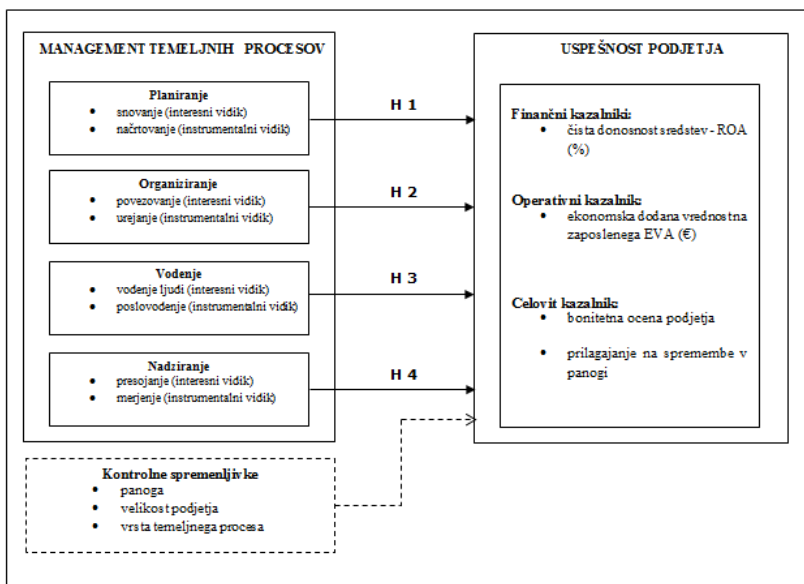 MANAGEMENT TEMELJNIH PROCESOV
Planiranje
• snovanje (interesni vidik)
• načrtovanje (instrumentalni vidik)
Organiziranje
• povezovanje (interesni vidik)
• urejanje (instrumentalni vidik)
Vodenje
• vodenje ljudi (interesni vidik)
• poslovodenje (instrumentalni vidik)
Nadziranje
• presojanje (interesni vidik)
• merjenje (instrumentalni vidik)
Kontrolne spremenljivke
• panoga
• velikost podjetja
• vrsta temeljnega procesa
H 1
H 2
H 3
H 4
USPEŠNOST PODJETJA
Finančni kazalniki:
• čista donosnost sredstev - ROA
(%)
Operativni kazalnik:
• ekonomska dodana vrednostna
zaposlenega EVA (€)
Celovit kazalnik:
• bonitetna ocena podjetja
• prilagajanje na spremembe v
panogi